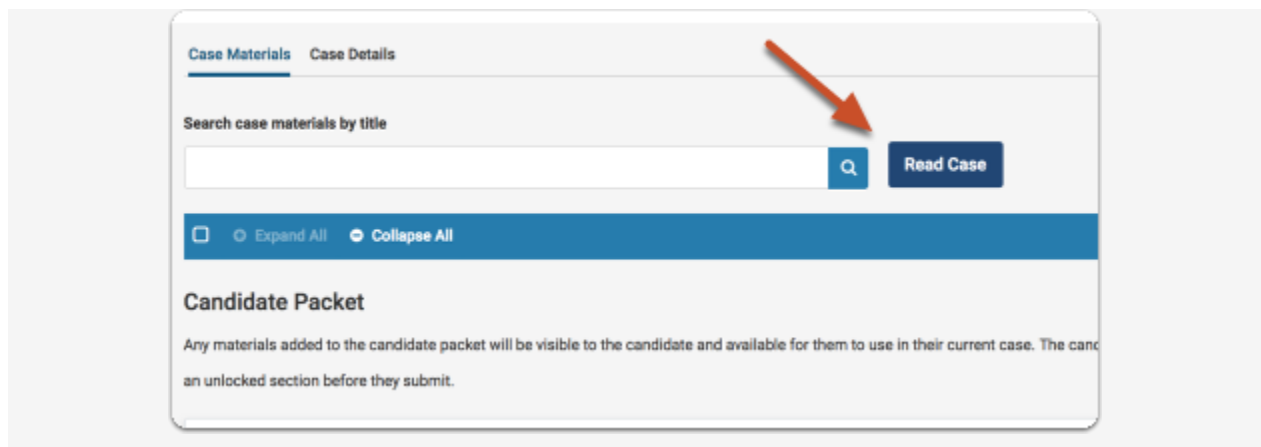 Case Materials Case Details
Search case materials by title
Read Case
Expand All Collapse All
Candidate Packet
Any materials added to the candidate packet will be visible to the candidate and available for them to use in their current case. The
an unlocked section before they submit.